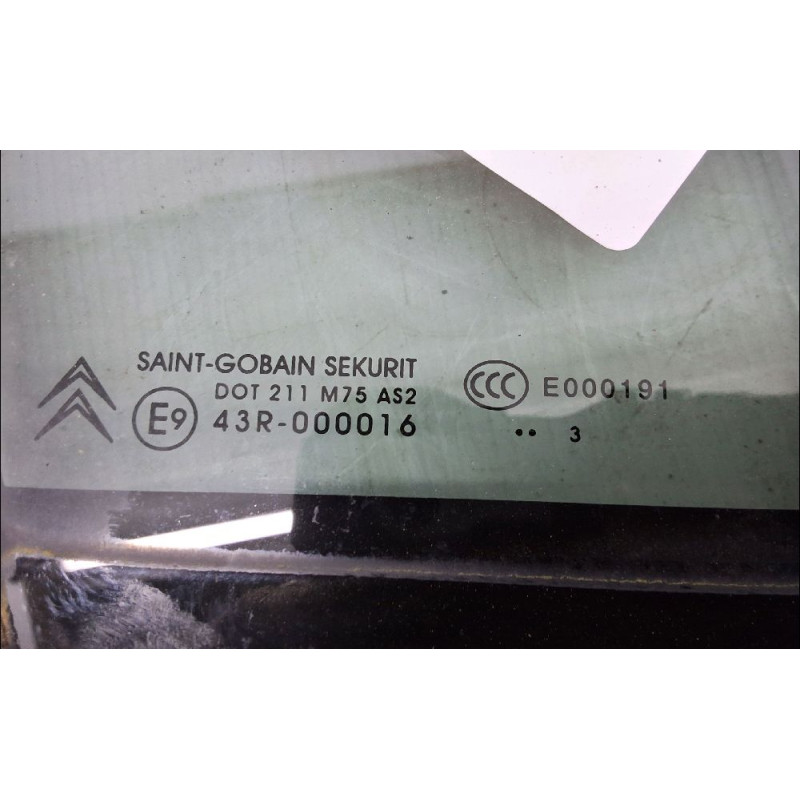 SAINT-GOBAIN SEKURIT
DOT 211 M75 AS2
E9 43R-000016
CCC E000191
•• 3